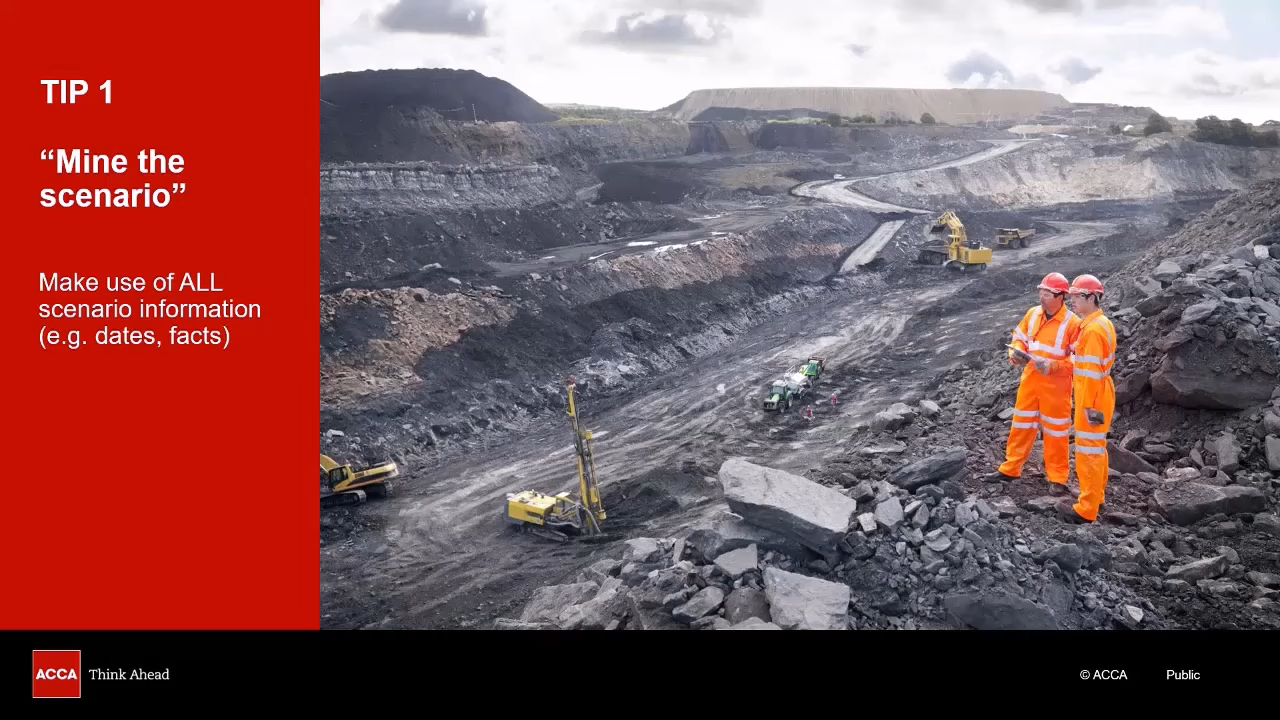 TIP 1
“Mine the
scenario”
Make use of ALL
scenario information
(e.g. dates, facts)
ACCA
Think Ahead
© ACCA
Public